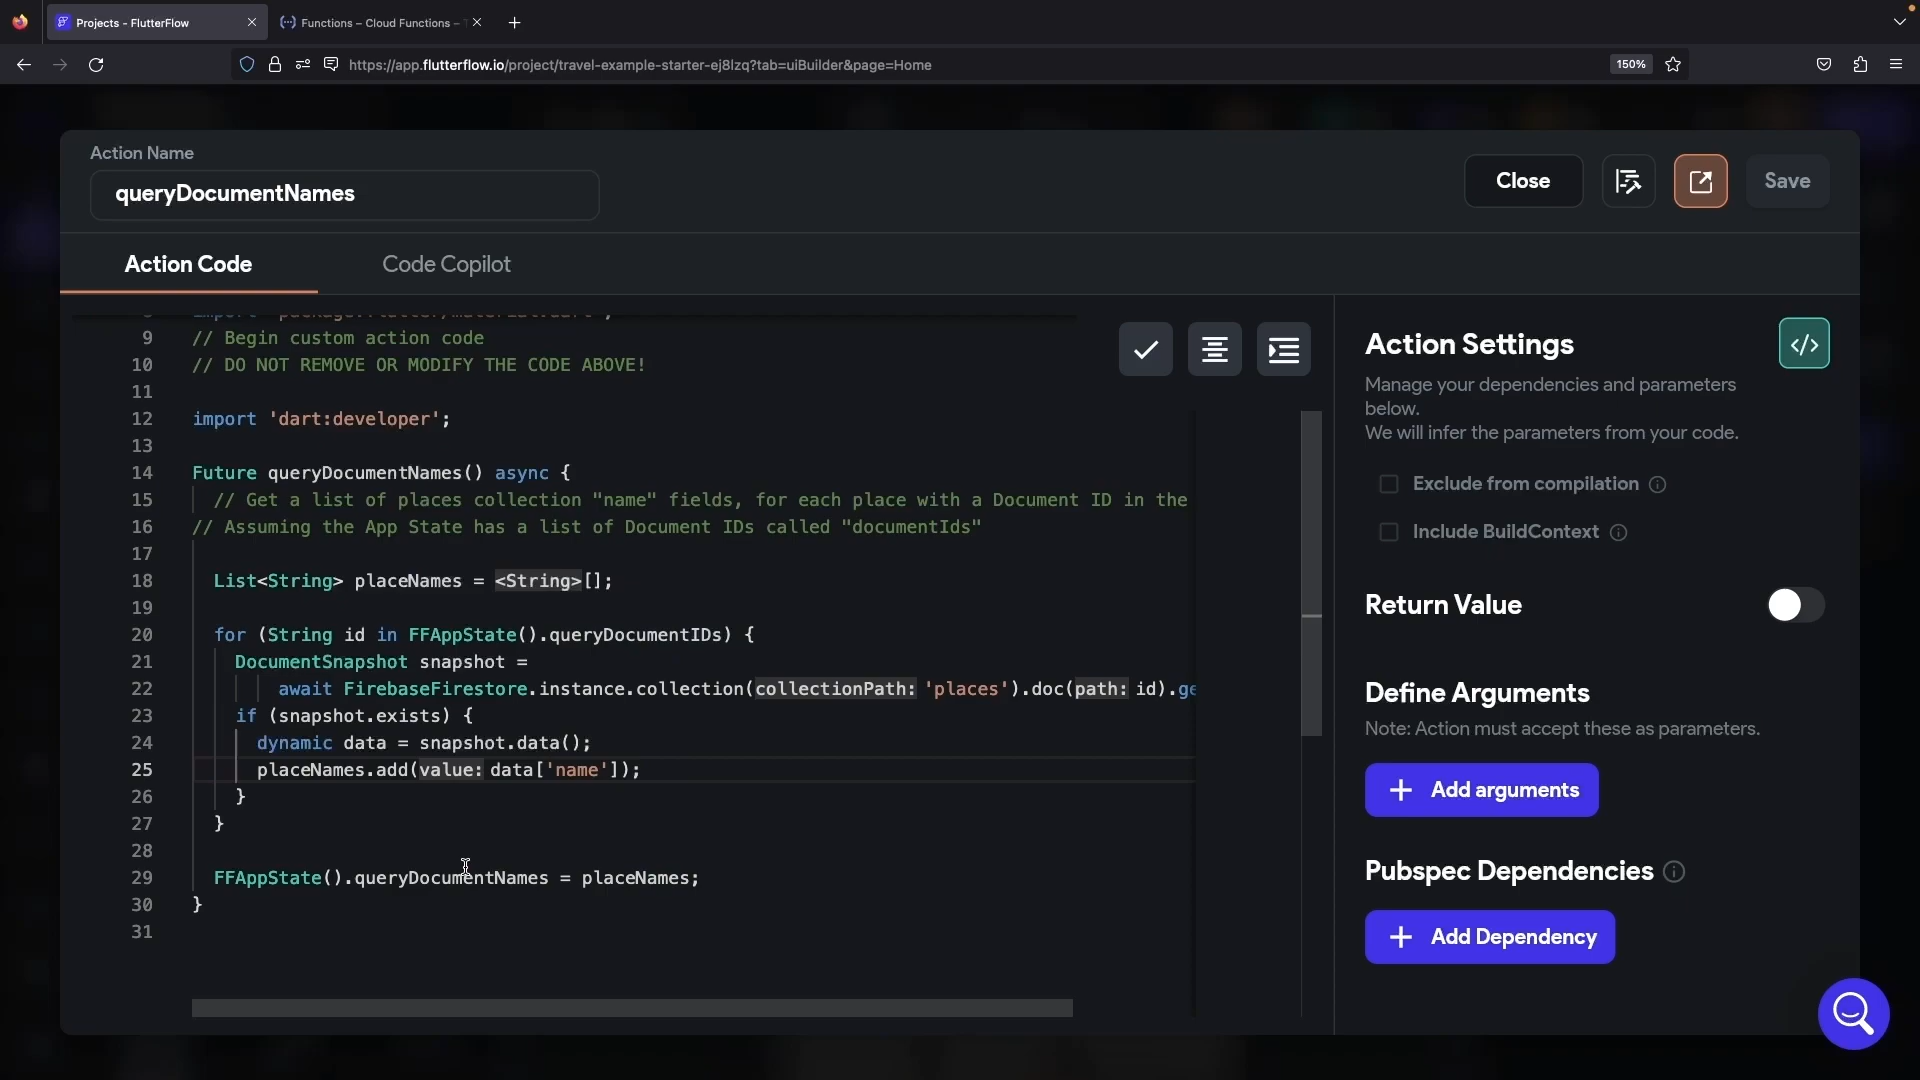 Projects - FlutterFlow
Functions – Cloud Functions –
https://app.flutterflow.io/project/travel-example-starter-ej8lzq?tab=uiBuilder&page=Home
150%
Action Name
queryDocumentNames
Close
Save
Action Code
Code Copilot
9 // Begin custom action code
10 // DO NOT REMOVE OR MODIFY THE CODE ABOVE!
11
12 import 'dart:developer';
13
14 Future queryDocumentNames() async {
15 // Get a list of places collection "name" fields, for each place with a Document ID in the
16 // Assuming the App State has a list of Document IDs called "documentIds"
17
18 List<String> placeNames = <String>[];
19
20 for (String id in FFAppState().queryDocumentIDs) {
21 DocumentSnapshot snapshot =
22 await FirebaseFirestore.instance.collection(collectionPath: 'places').doc(path: id).ge
23 if (snapshot.exists) {
24 dynamic data = snapshot.data();
25 placeNames.add(value: data['name']);
26 }
27 }
28
29 FFAppState().queryDocumentNames = placeNames;
30 }
31
Action Settings
Manage your dependencies and parameters
below.
We will infer the parameters from your code.
Exclude from compilation
Include BuildContext
Return Value
Define Arguments
Note: Action must accept these as parameters.
+ Add arguments
Pubspec Dependencies
+ Add Dependency